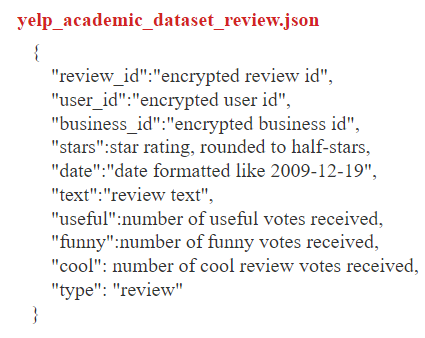 yelp_academic_dataset_review.json
{
"review_id":"encrypted review id",
"user_id":"encrypted user id",
"business_id":"encrypted business id",
"stars":star rating, rounded to half-stars,
"date":"date formatted like 2009-12-19",
"text":"review text",
"useful":number of useful votes received,
"funny":number of funny votes received,
"cool": number of cool review votes received,
"type": "review"
}